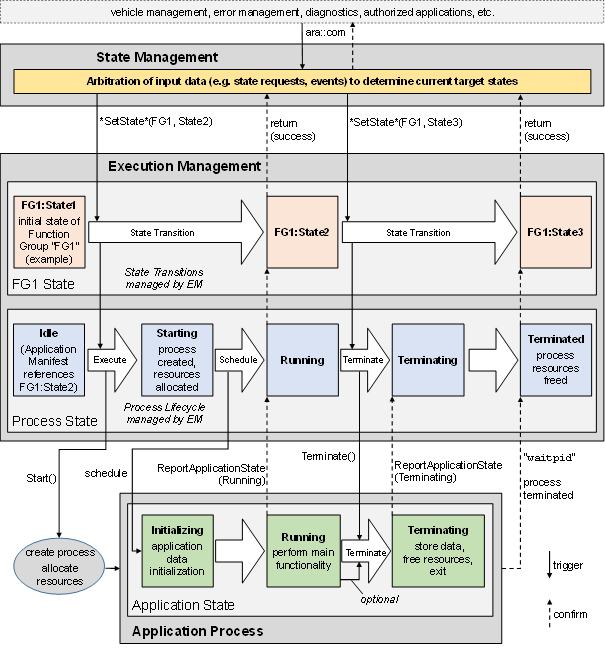 vehicle management, error management, diagnostics, authorized applications, etc.
ara::com
State Management
Arbitration of input data (e.g. state requests, events) to determine current target states
*SetState*(FG1, State2)
return
(success)
*SetState*(FG1, State3)
return
(success)
Execution Management
FG1:State1
initial state of
Function
Group "FG1"
(example)
State Transition
FG1:State2
State Transition
FG1:State3
State Transitions
managed by EM
FG1 State
Idle
(Application
Manifest
references
FG1:State2)
Execute
Starting
process
created,
resources
allocated
Schedule
Running
Terminate
Terminating
Terminated
process
resources
freed
Process Lifecycle
managed by EM
Process State
Start()
schedule
ReportApplicationState
(Running)
Terminate()
ReportApplicationState
(Terminating)
"waitpid"
process
terminated
create process
allocate
resources
Initializing
application
data
initialization
Running
perform main
functionality
Terminate
Terminating
store data,
free resources,
exit
optional
Application State
Application Process
trigger
confirm